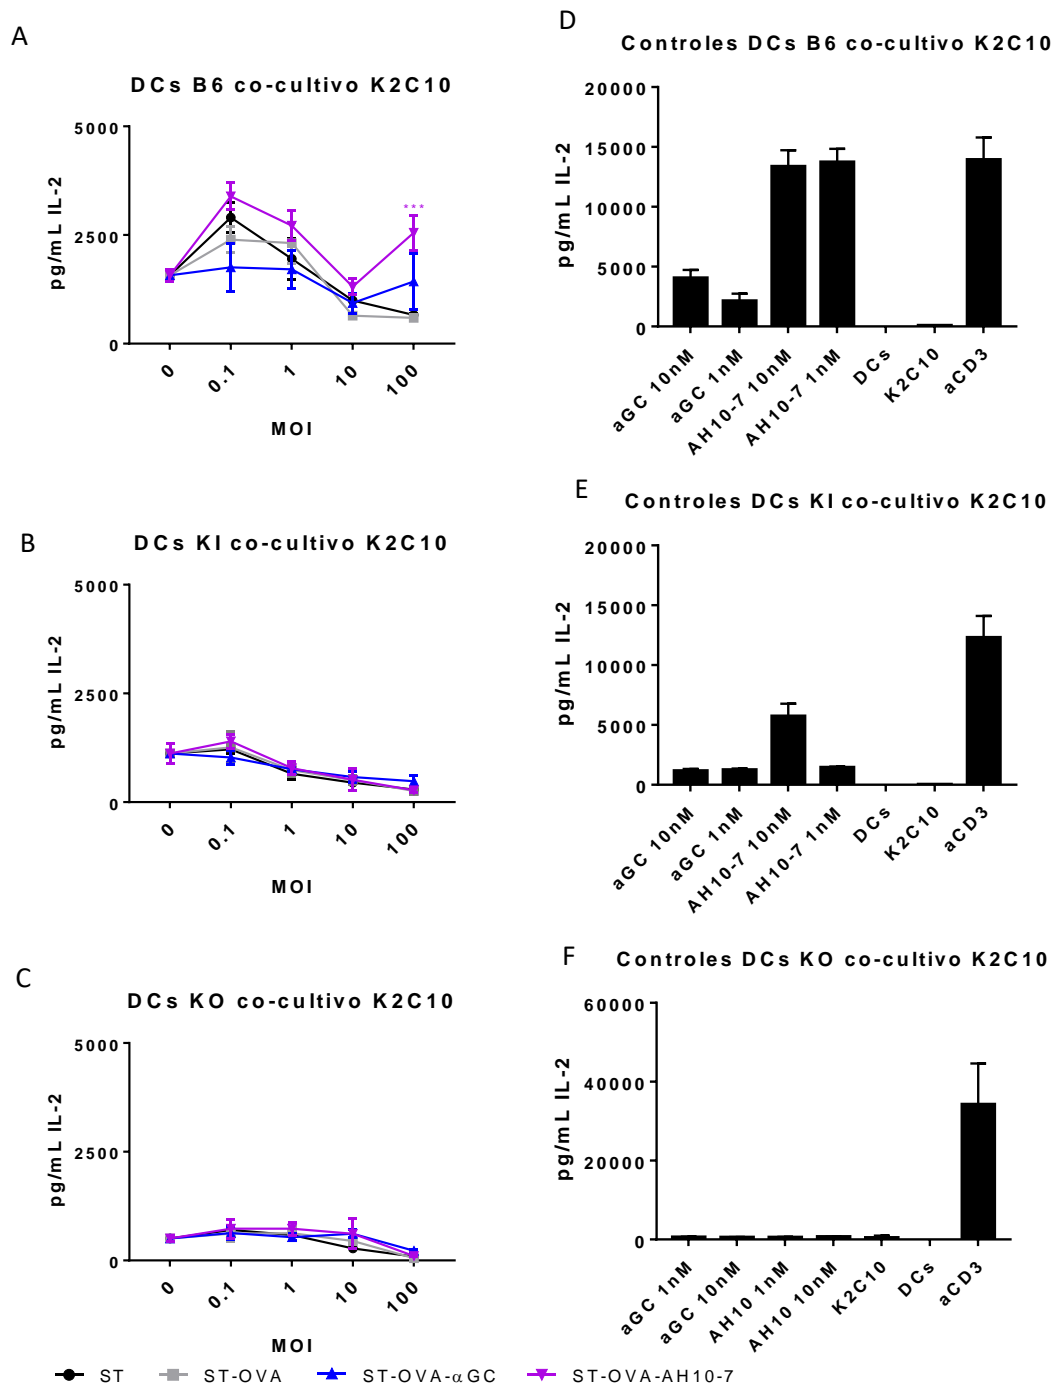 A
DCs B6 co-cultivo K2C10
pg/mL IL-2
5000
2500
0
***
0
0.1
1
10
100
MOI
D
Controles DCs B6 co-cultivo K2C10
pg/mL IL-2
20000
15000
10000
5000
0
aGC 10nM
aGC 1nM
AH10-7 10nM
AH10-7 1nM
DCs
K2C10
aCD3
B
DCs KI co-cultivo K2C10
pg/mL IL-2
5000
2500
0
0
0.1
1
10
100
MOI
E
Controles DCs KI co-cultivo K2C10
pg/mL IL-2
20000
15000
10000
5000
0
aGC 10nM
aGC 1nM
AH10-7 10nM
AH10-7 1nM
DCs
K2C10
aCD3
C
DCs KO co-cultivo K2C10
pg/mL IL-2
5000
2500
0
0
0.1
1
10
100
MOI
F
Controles DCs KO co-cultivo K2C10
pg/mL IL-2
60000
40000
20000
0
aGC 1nM
aGC 10nM
AH10 1nM
AH10 10nM
K2C10
DCs
aCD3
ST
ST-OVA
ST-OVA-αGC
ST-OVA-AH10-7